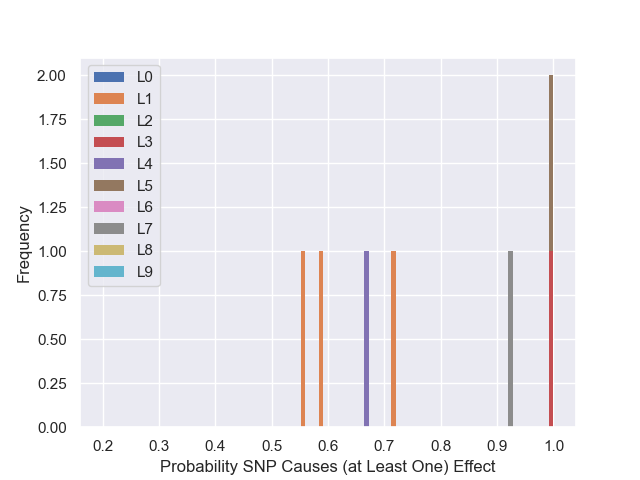 2.00
1.75
1.50
1.25
1.00
0.75
0.50
0.25
0.00
Frequency
L0
L1
L2
L3
L4
L5
L6
L7
L8
L9
0.2 0.3 0.4 0.5 0.6 0.7 0.8 0.9 1.0
Probability SNP Causes (at Least One) Effect